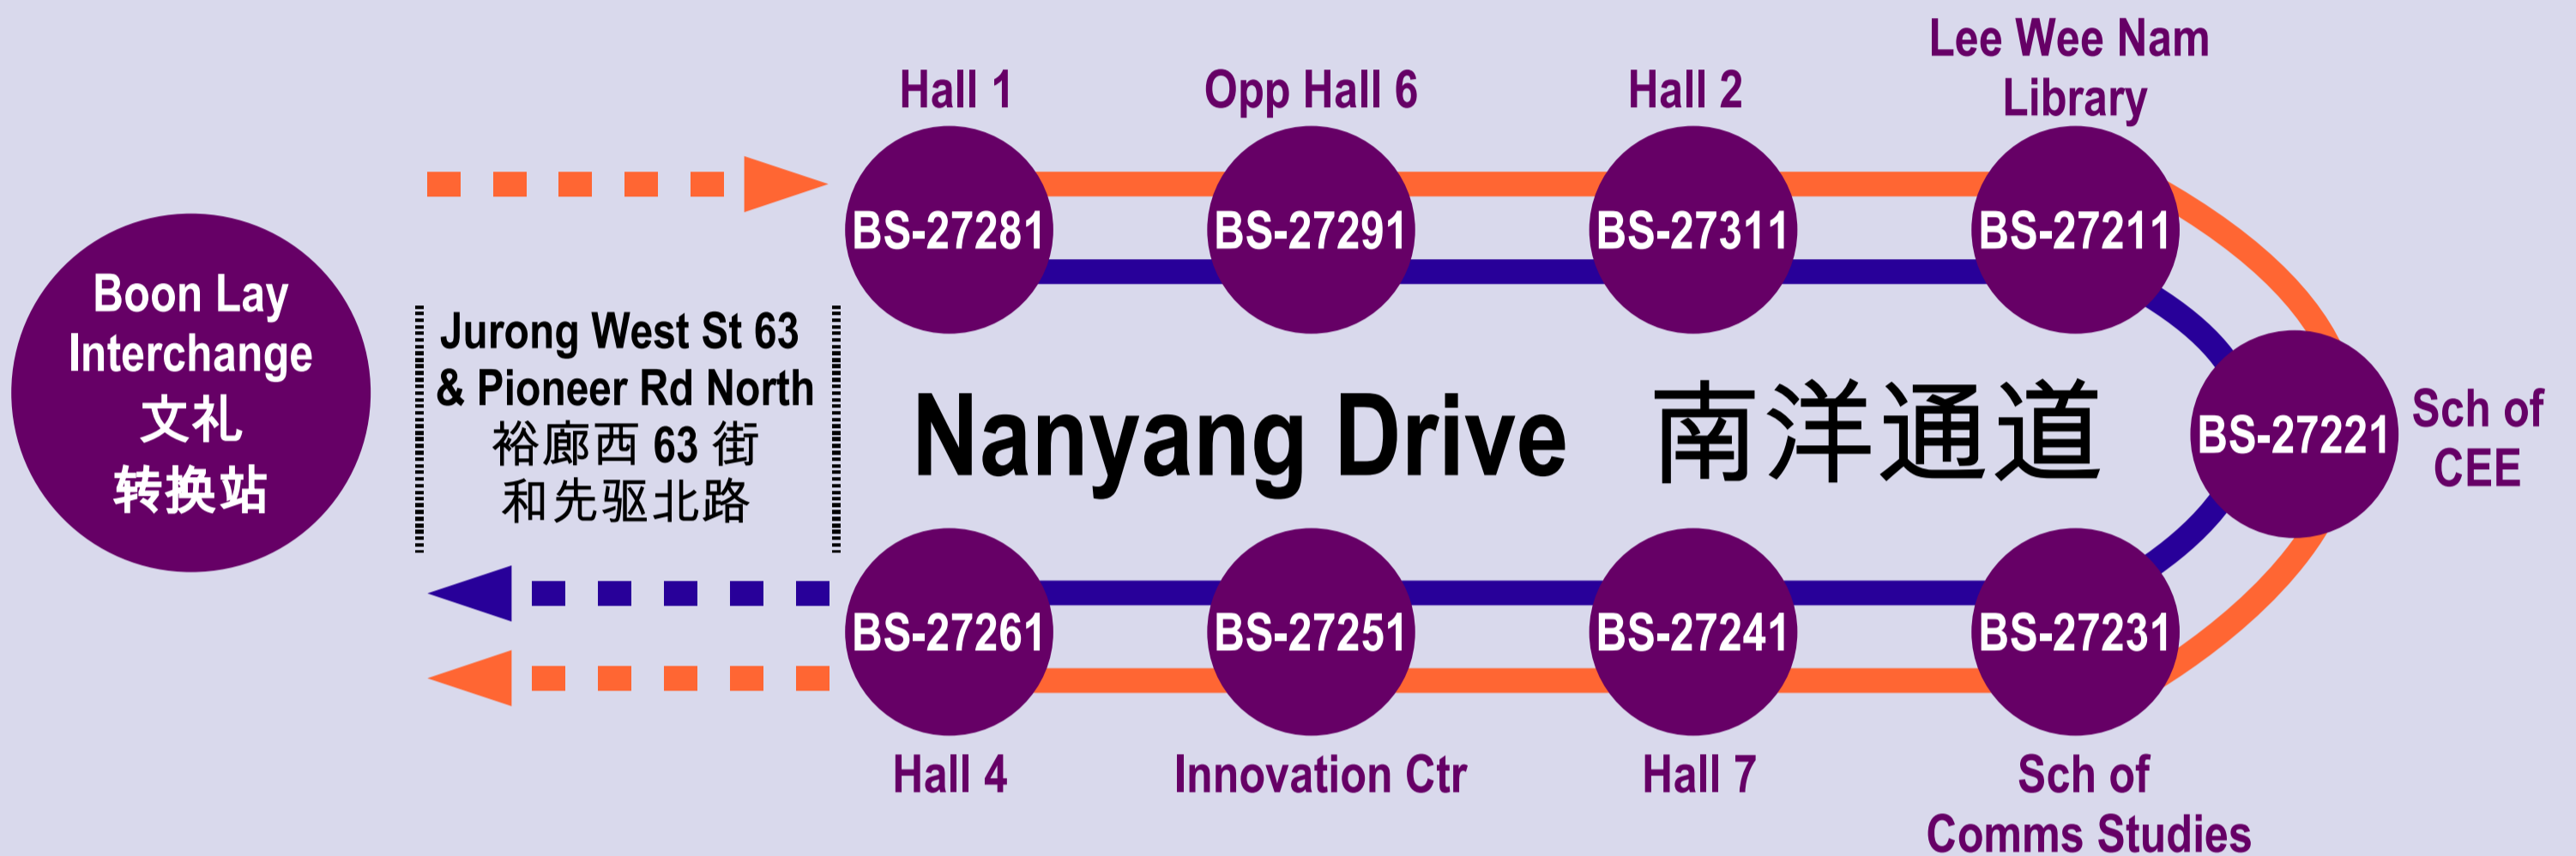 Boon Lay
Interchange
文礼
转换站
Jurong West St 63
& Pioneer Rd North
裕廊西 63 街
和先驱北路
Hall 1
BS-27281
Opp Hall 6
BS-27291
Hall 2
BS-27311
Lee Wee Nam
Library
BS-27211
Nanyang Drive 南洋通道
BS-27221
Sch of
CEE
BS-27261
Hall 4
BS-27251
Innovation Ctr
BS-27241
Hall 7
BS-27231
Sch of
Comms Studies